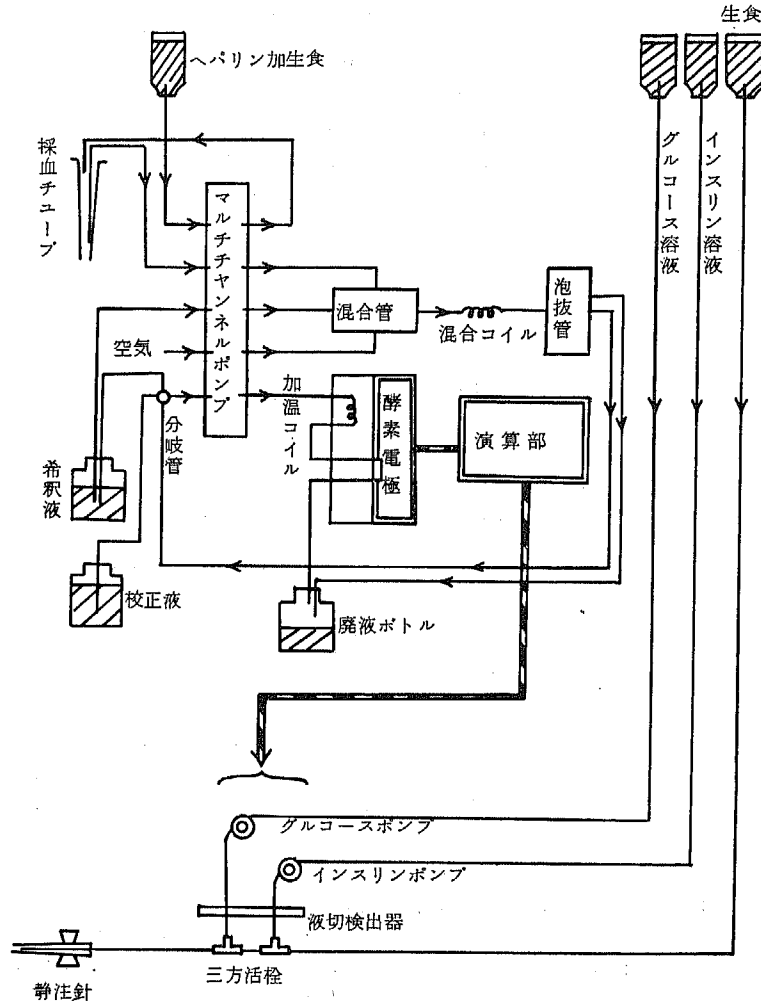 生食
ヘパリン加生食
採血チューブ
マルチチャンネルポンプ
グルコース溶液
インスリン溶液
混合管
混合コイル
泡抜管
空気
分岐管
加温コイル
酵素電極
演算部
希釈液
校正液
廃液ボトル
グルコースポンプ
インスリンポンプ
液切検出器
三方活栓
静注針